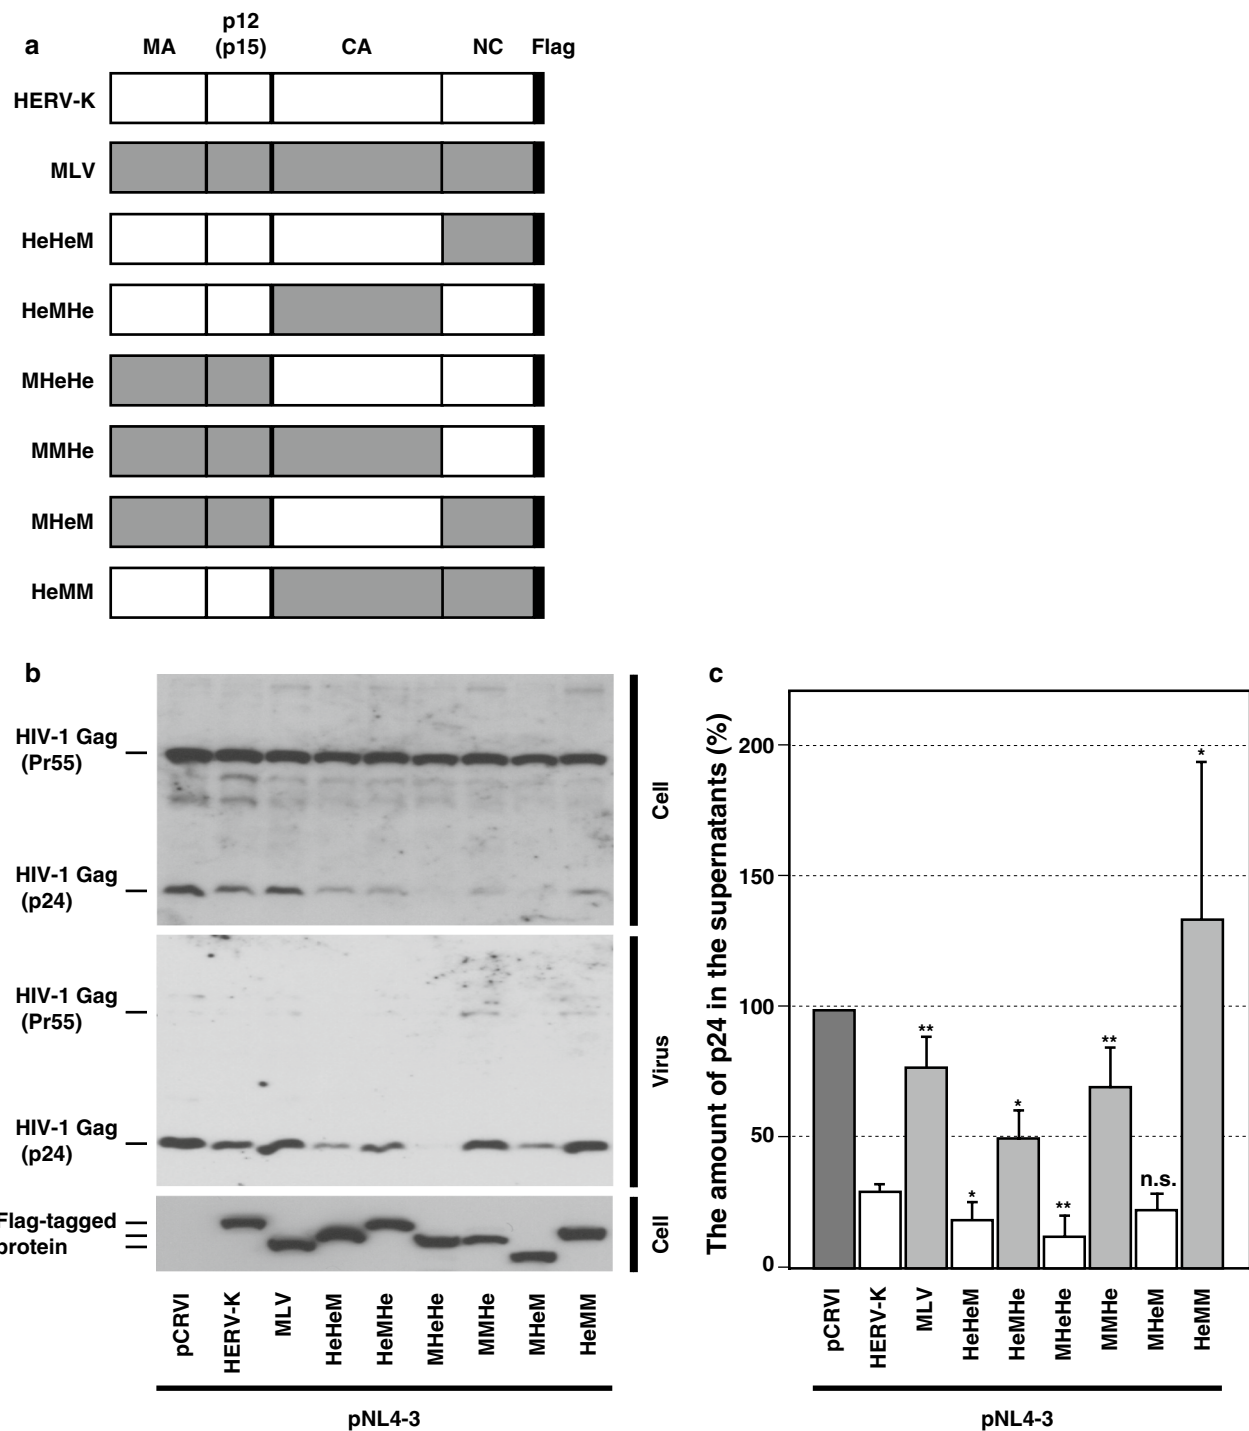 a
MA
p12
(p15)
CA
NC
Flag
HERV-K
MLV
HeHeM
HeMHe
MHeHe
MMHe
MHeM
HeMM
b
HIV-1 Gag
(Pr55)
HIV-1 Gag
(p24)
Cell
HIV-1 Gag
(Pr55)
HIV-1 Gag
(p24)
Virus
Flag-tagged
protein
Cell
pCRVI
HERV-K
MLV
HeHeM
HeMHe
MHeHe
MMHe
MHeM
HeMM
pNL4-3
c
The amount of p24 in the supernatants (%)
200
150
100
50
0
**
*
*
**
**
n.s.
*
pCRVI
HERV-K
MLV
HeHeM
HeMHe
MHeHe
MMHe
MHeM
HeMM
pNL4-3